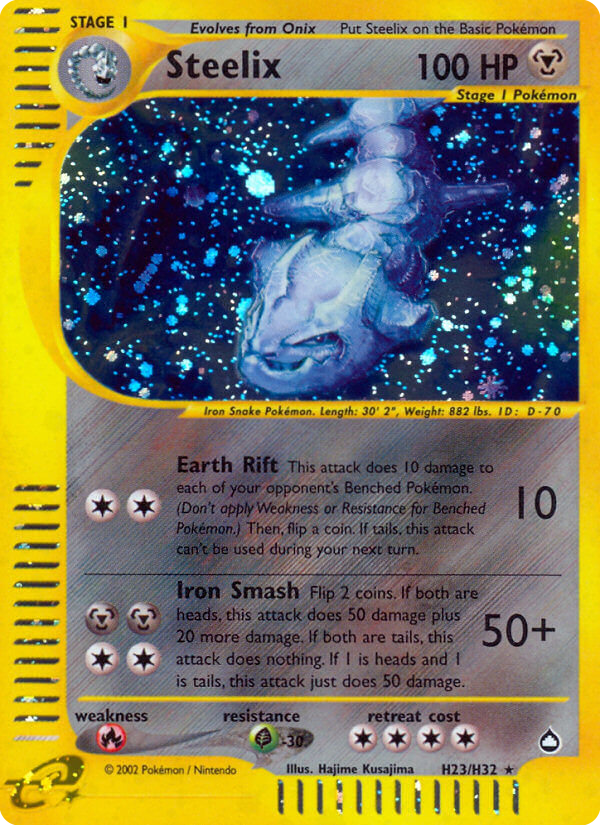 STAGE 1
Evolves from Onix Put Steelix on the Basic Pokémon
Steelix 100 HP
Stage 1 Pokémon
Iron Snake Pokémon. Length: 30' 2", Weight: 882 lbs. ID: D-70
Earth Rift This attack does 10 damage to
each of your opponent's Benched Pokémon.
(Don't apply Weakness or Resistance for Benched
Pokémon.) Then, flip a coin. If tails, this attack
can't be used during your next turn.
10
Iron Smash Flip 2 coins. If both are
heads, this attack does 50 damage plus
20 more damage. If both are tails, this
attack does nothing. If 1 is heads and 1
is tails, this attack just does 50 damage.
50+
weakness resistance retreat cost
-30
© 2002 Pokémon / Nintendo Illus. Hajime Kusajima H23/H32 ★
e